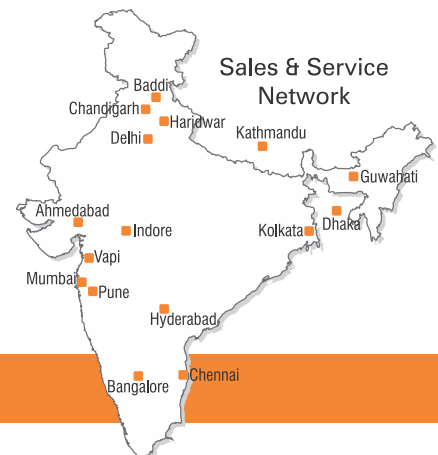 Sales & Service
Network
Baddi
Chandigarh
Haridwar
Delhi
Kathmandu
Guwahati
Ahmedabad
Indore
Kolkata
Dhaka
Vapi
Mumbai
Pune
Hyderabad
Bangalore
Chennai